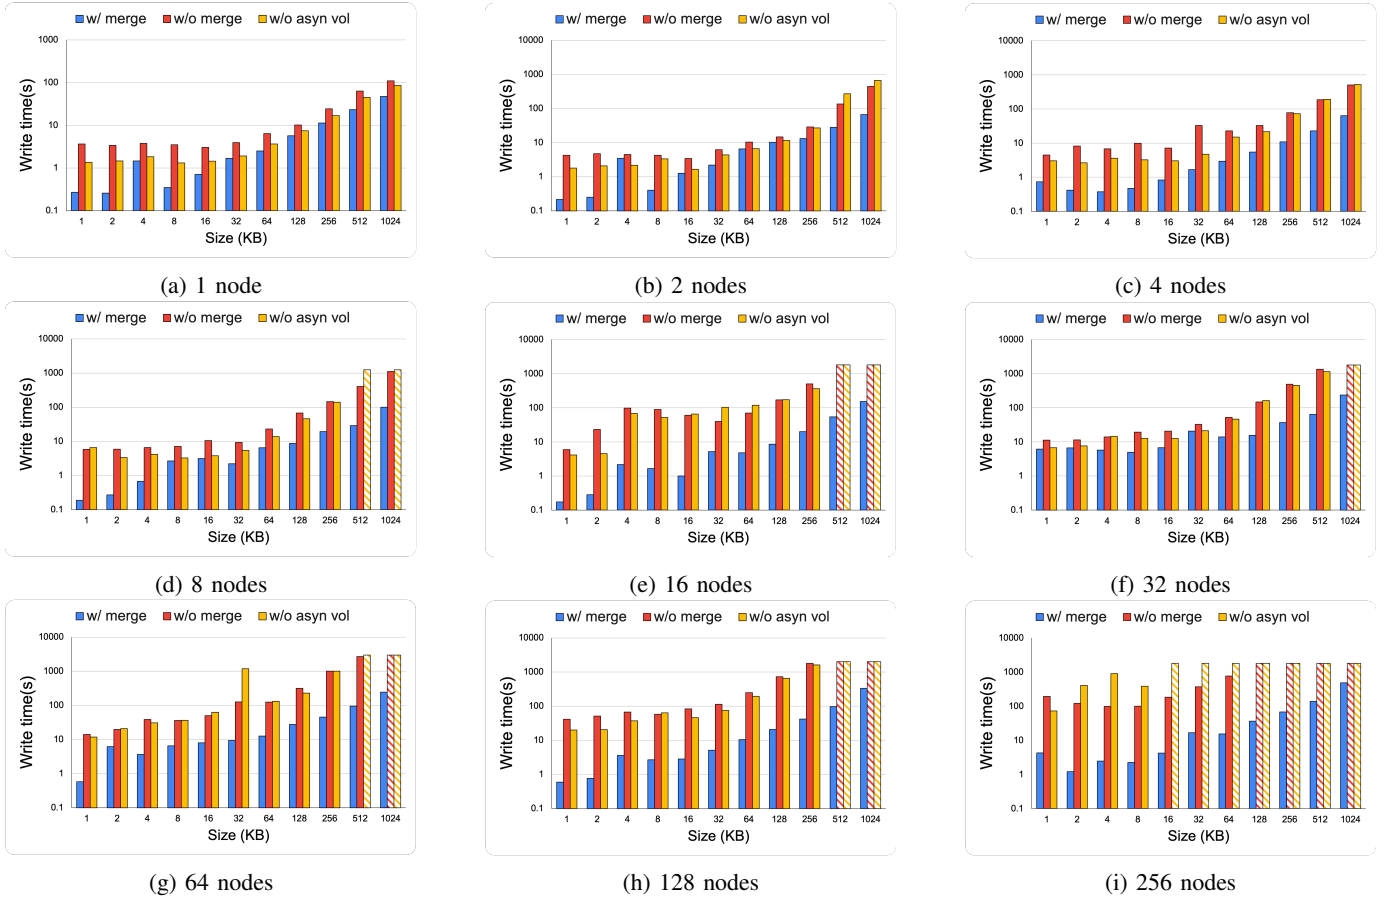 w/ merge w/o merge w/o asyn vol
1000
100
10
1
0.1
Write time(s)
1 2 4 8 16 32 64 128 256 512 1024
Size (KB)
(a) 1 node
w/ merge w/o merge w/o asyn vol
10000
1000
100
10
1
0.1
Write time(s)
1 2 4 8 16 32 64 128 256 512 1024
Size (KB)
(b) 2 nodes
w/ merge w/o merge w/o asyn vol
10000
1000
100
10
1
0.1
Write time(s)
1 2 4 8 16 32 64 128 256 512 1024
Size (KB)
(c) 4 nodes
w/ merge w/o merge w/o asyn vol
10000
1000
100
10
1
0.1
Write time(s)
1 2 4 8 16 32 64 128 256 512 1024
Size (KB)
(d) 8 nodes
w/ merge w/o merge w/o asyn vol
10000
1000
100
10
1
0.1
Write time(s)
1 2 4 8 16 32 64 128 256 512 1024
Size (KB)
(e) 16 nodes
w/ merge w/o merge w/o asyn vol
10000
1000
100
10
1
0.1
Write time(s)
1 2 4 8 16 32 64 128 256 512 1024
Size (KB)
(f) 32 nodes
w/ merge w/o merge w/o asyn vol
10000
1000
100
10
1
0.1
Write time(s)
1 2 4 8 16 32 64 128 256 512 1024
Size (KB)
(g) 64 nodes
w/ merge w/o merge w/o asyn vol
10000
1000
100
10
1
0.1
Write time(s)
1 2 4 8 16 32 64 128 256 512 1024
Size (KB)
(h) 128 nodes
w/ merge w/o merge w/o asyn vol
10000
1000
100
10
1
0.1
Write time(s)
1 2 4 8 16 32 64 128 256 512 1024
Size (KB)
(i) 256 nodes